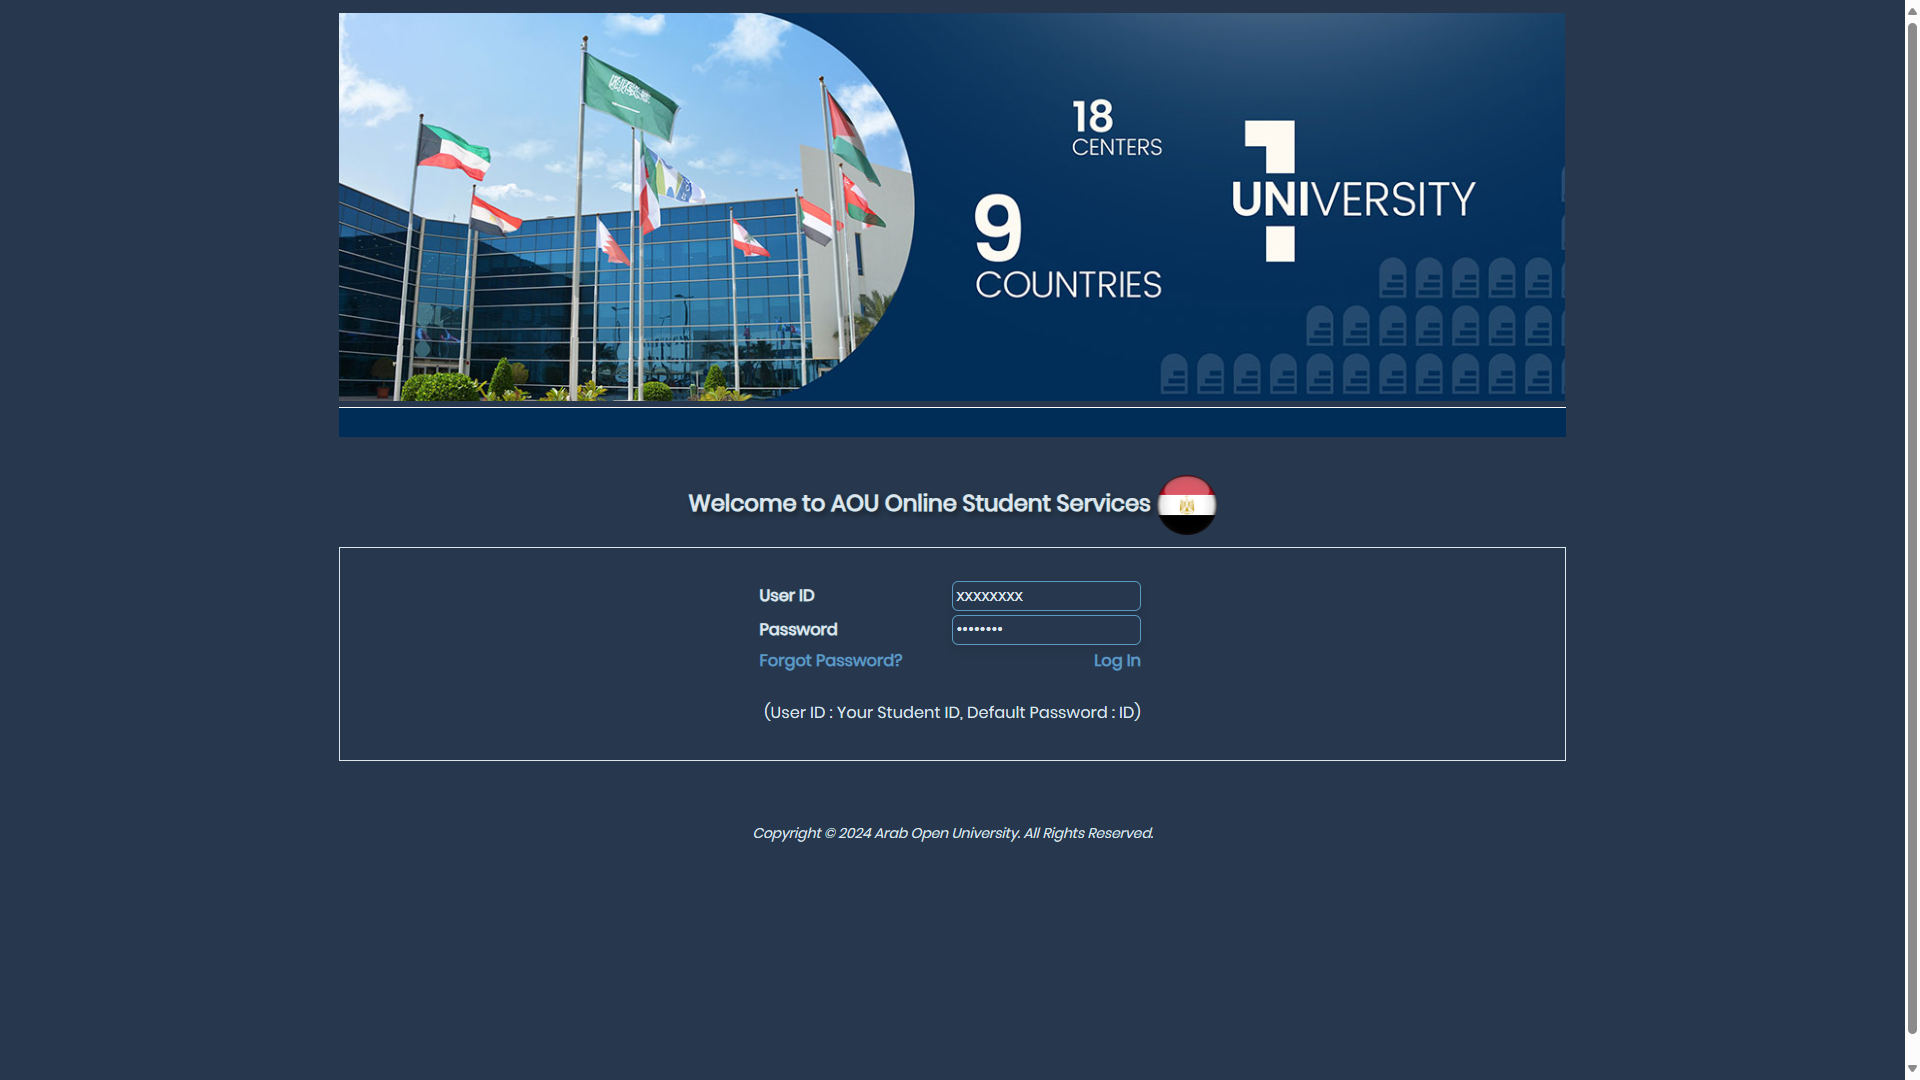 18
CENTERS
9
COUNTRIES
1
UNIVERSITY
Welcome to AOU Online Student Services
User ID
xxxxxxxx
Password
••••••••
Forgot Password?
Log In
(User ID : Your Student ID, Default Password : ID)
Copyright © 2024 Arab Open University. All Rights Reserved.